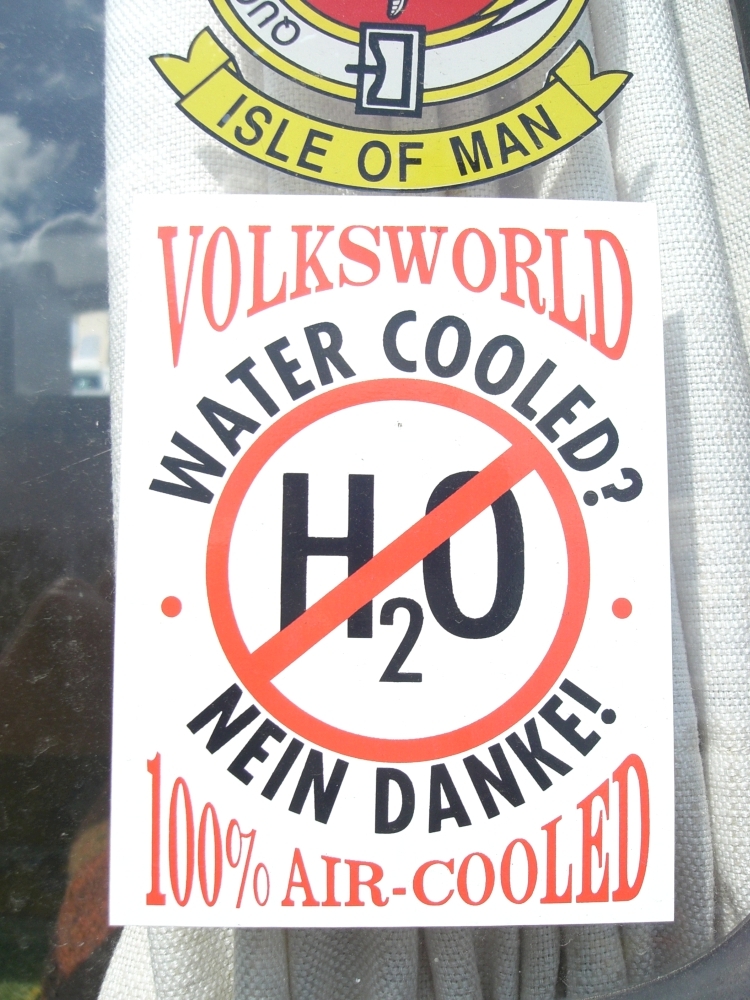 ISLE OF MAN
VOLKSWORLD
WATER COOLED?
H2O
NEIN DANKE!
100% AIR-COOLED